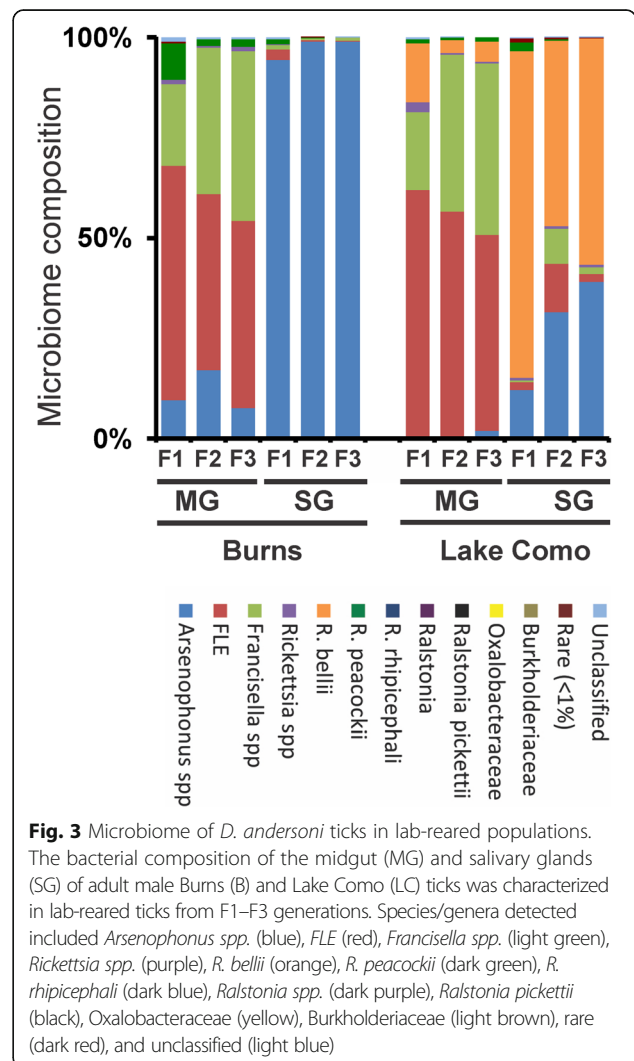 100%
50%
0%
Microbiome composition
F1 F2 F3 F1 F2 F3 F1 F2 F3 F1 F2 F3
MG SG MG SG
Burns Lake Como
Arsenophonus spp
FLE
Francisella spp
Rickettsia spp
R. bellii
R. peacockii
R. rhipicephali
Ralstonia
Ralstonia pickettii
Oxalobacteraceae
Burkholderiaceae
Rare (<1%)
Unclassified
Fig. 3 Microbiome of D. andersoni ticks in lab-reared populations.
The bacterial composition of the midgut (MG) and salivary glands
(SG) of adult male Burns (B) and Lake Como (LC) ticks was characterized
in lab-reared ticks from F1–F3 generations. Species/genera detected
included Arsenophonus spp. (blue), FLE (red), Francisella spp. (light green),
Rickettsia spp. (purple), R. bellii (orange), R. peacockii (dark green), R.
rhipicephali (dark blue), Ralstonia spp. (dark purple), Ralstonia pickettii
(black), Oxalobacteraceae (yellow), Burkholderiaceae (light brown), rare
(dark red), and unclassified (light blue)